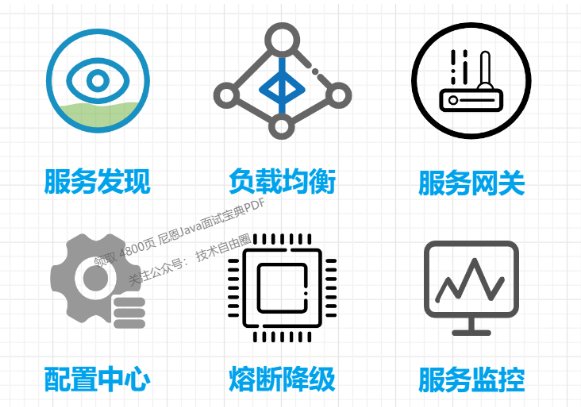 服务发现
负载均衡
服务网关
领取 4800页 尼恩Java面试宝典PDF
关注公众号： 技术自由圈
配置中心
熔断降级
服务监控